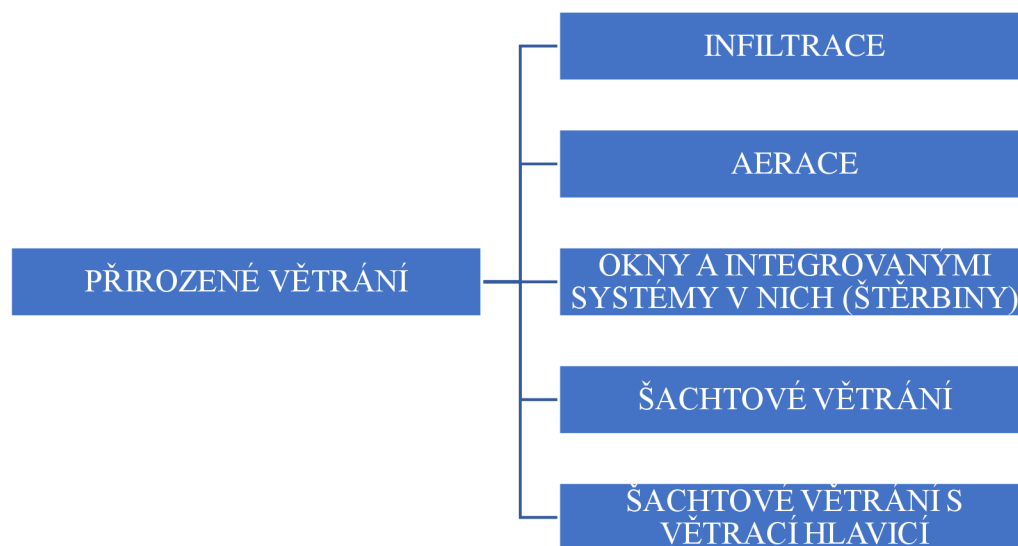 INFILTRACE
AERACE
PŘIROZENÉ VĚTRÁNÍ
OKNY A INTEGROVANÝMI
SYSTÉMY V NICH (ŠTĚRBINY)
ŠACHTOVÉ VĚTRÁNÍ
ŠACHTOVÉ VĚTRÁNÍ S
VĚTRACÍ HLAVICÍ